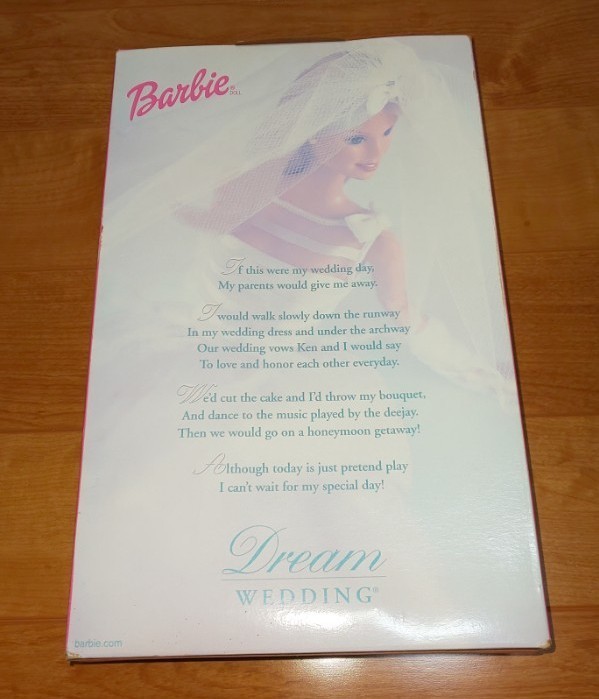 Barbie® DOLL
If this were my wedding day,
My parents would give me away.
I would walk slowly down the runway
In my wedding dress and under the archway
Our wedding vows Ken and I would say
To love and honor each other everyday.
We'd cut the cake and I'd throw my bouquet,
And dance to the music played by the deejay.
Then we would go on a honeymoon getaway!
Although today is just pretend play
I can't wait for my special day!
Dream
WEDDING®
barbie.com